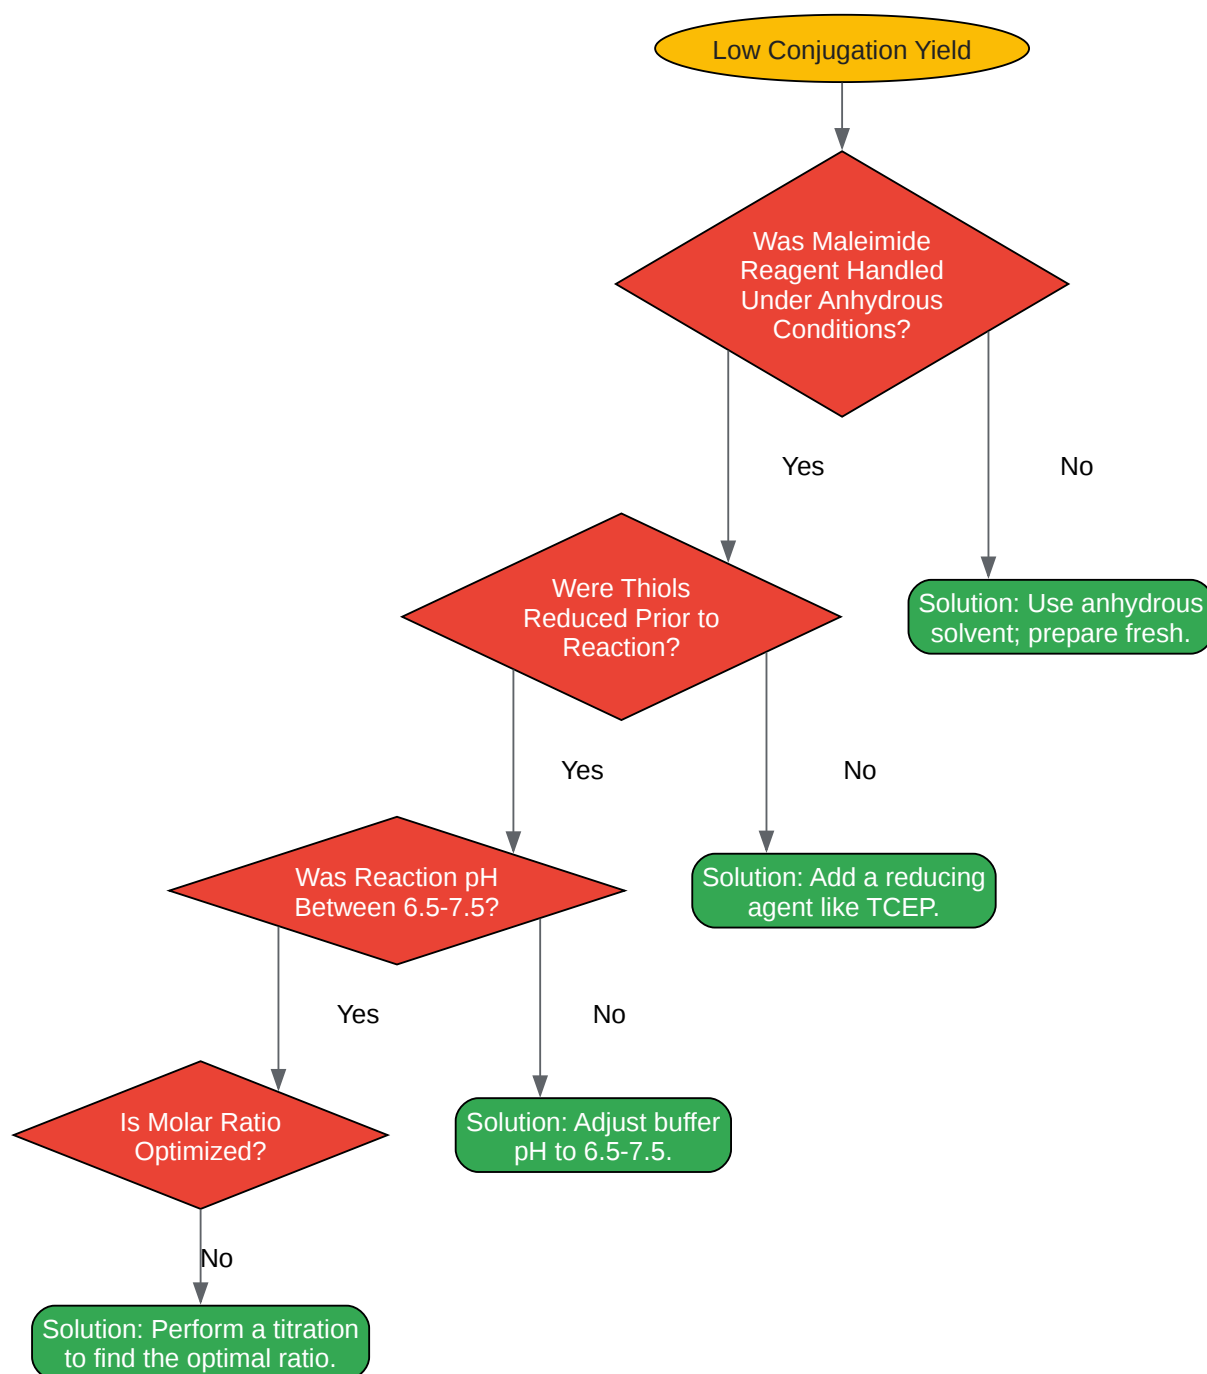 Low Conjugation Yield
Was Maleimide
Reagent Handled
Under Anhydrous
Conditions?
Yes
No
Were Thiols
Reduced Prior to
Reaction?
Solution: Use anhydrous
solvent; prepare fresh.
Yes
No
Was Reaction pH
Between 6.5-7.5?
Solution: Add a reducing
agent like TCEP.
Yes
No
Is Molar Ratio
Optimized?
Solution: Adjust buffer
pH to 6.5-7.5.
No
Solution: Perform a titration
to find the optimal ratio.